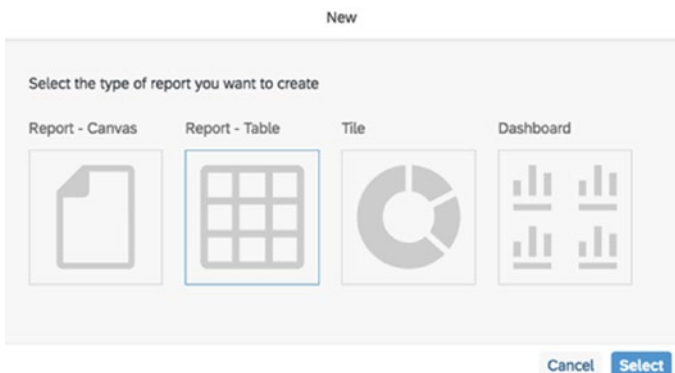 New
Select the type of report you want to create
Report - Canvas
Report - Table
Tile
Dashboard
Cancel
Select